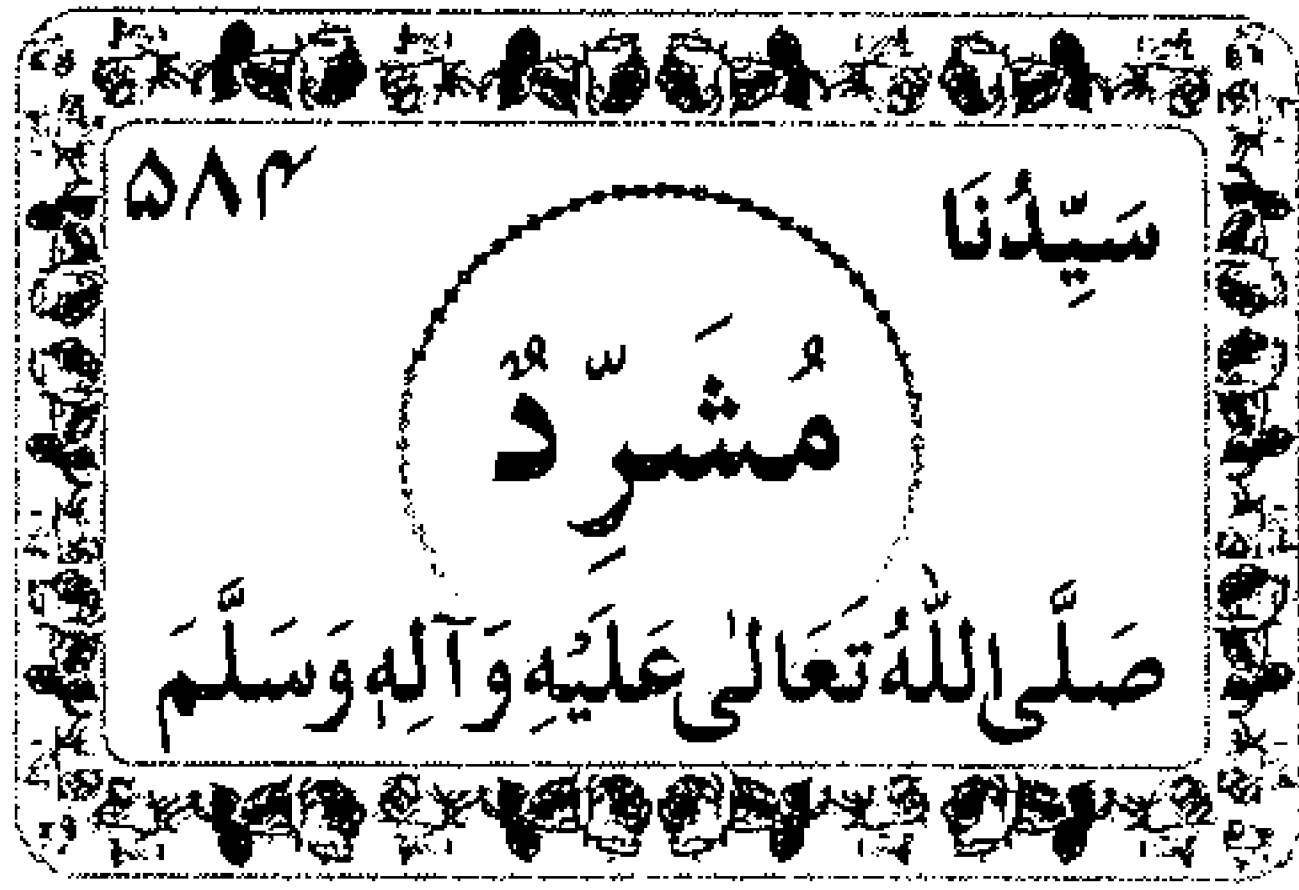 سَيِّدُنَا ۵۸۴
مُشَرِّدٌ
صَلَّى اللّٰهُ تَعَالٰى عَلَيْهِ وَآلِهٖ وَسَلَّمَ